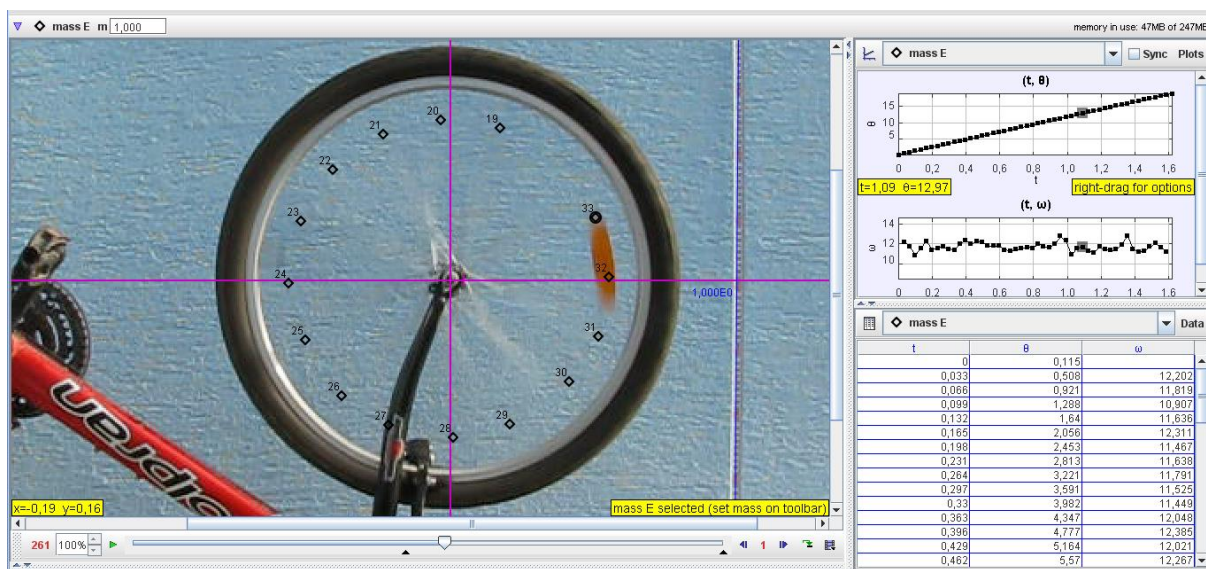 mass E m 1,000
memory in use: 47MB of 247MB
20
19
21
22
33
23
32
24
1,000E0
31
25
30
26
29
27
28
Cipran
x=-0,19 y=0,16
mass E selected (set mass on toolbar)
261 100%
1
mass E
Sync Plots
(t, θ)
15
10
5
θ
0 0,2 0,4 0,6 0,8 1,0 1,2 1,4 1,6
t
t=1,09 θ=12,97
right-drag for options
(t, ω)
14
12
10
ω
0 0,2 0,4 0,6 0,8 1,0 1,2 1,4 1,6
mass E
Data
t θ ω
0 0,115
0,033 0,508 12,202
0,066 0,921 11,819
0,099 1,288 10,907
0,132 1,64 11,636
0,165 2,056 12,311
0,198 2,453 11,467
0,231 2,813 11,638
0,264 3,221 11,791
0,297 3,591 11,525
0,33 3,982 11,449
0,363 4,347 12,048
0,396 4,777 12,385
0,429 5,164 12,021
0,462 5,57 12,267